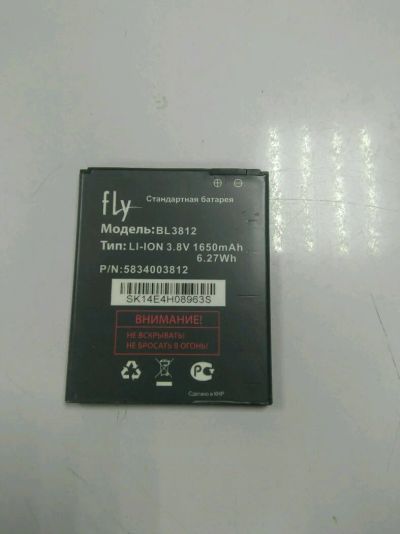 fly
Стандартная батарея
Модель:BL3812
Тип: LI-ION 3.8V 1650mAh
6.27Wh
P/N:5834003812
SK14E4H08963S
ВНИМАНИЕ!
НЕ ВСКРЫВАТЬ!
НЕ БРОСАТЬ В ОГОНЬ!
Сделано в КНР